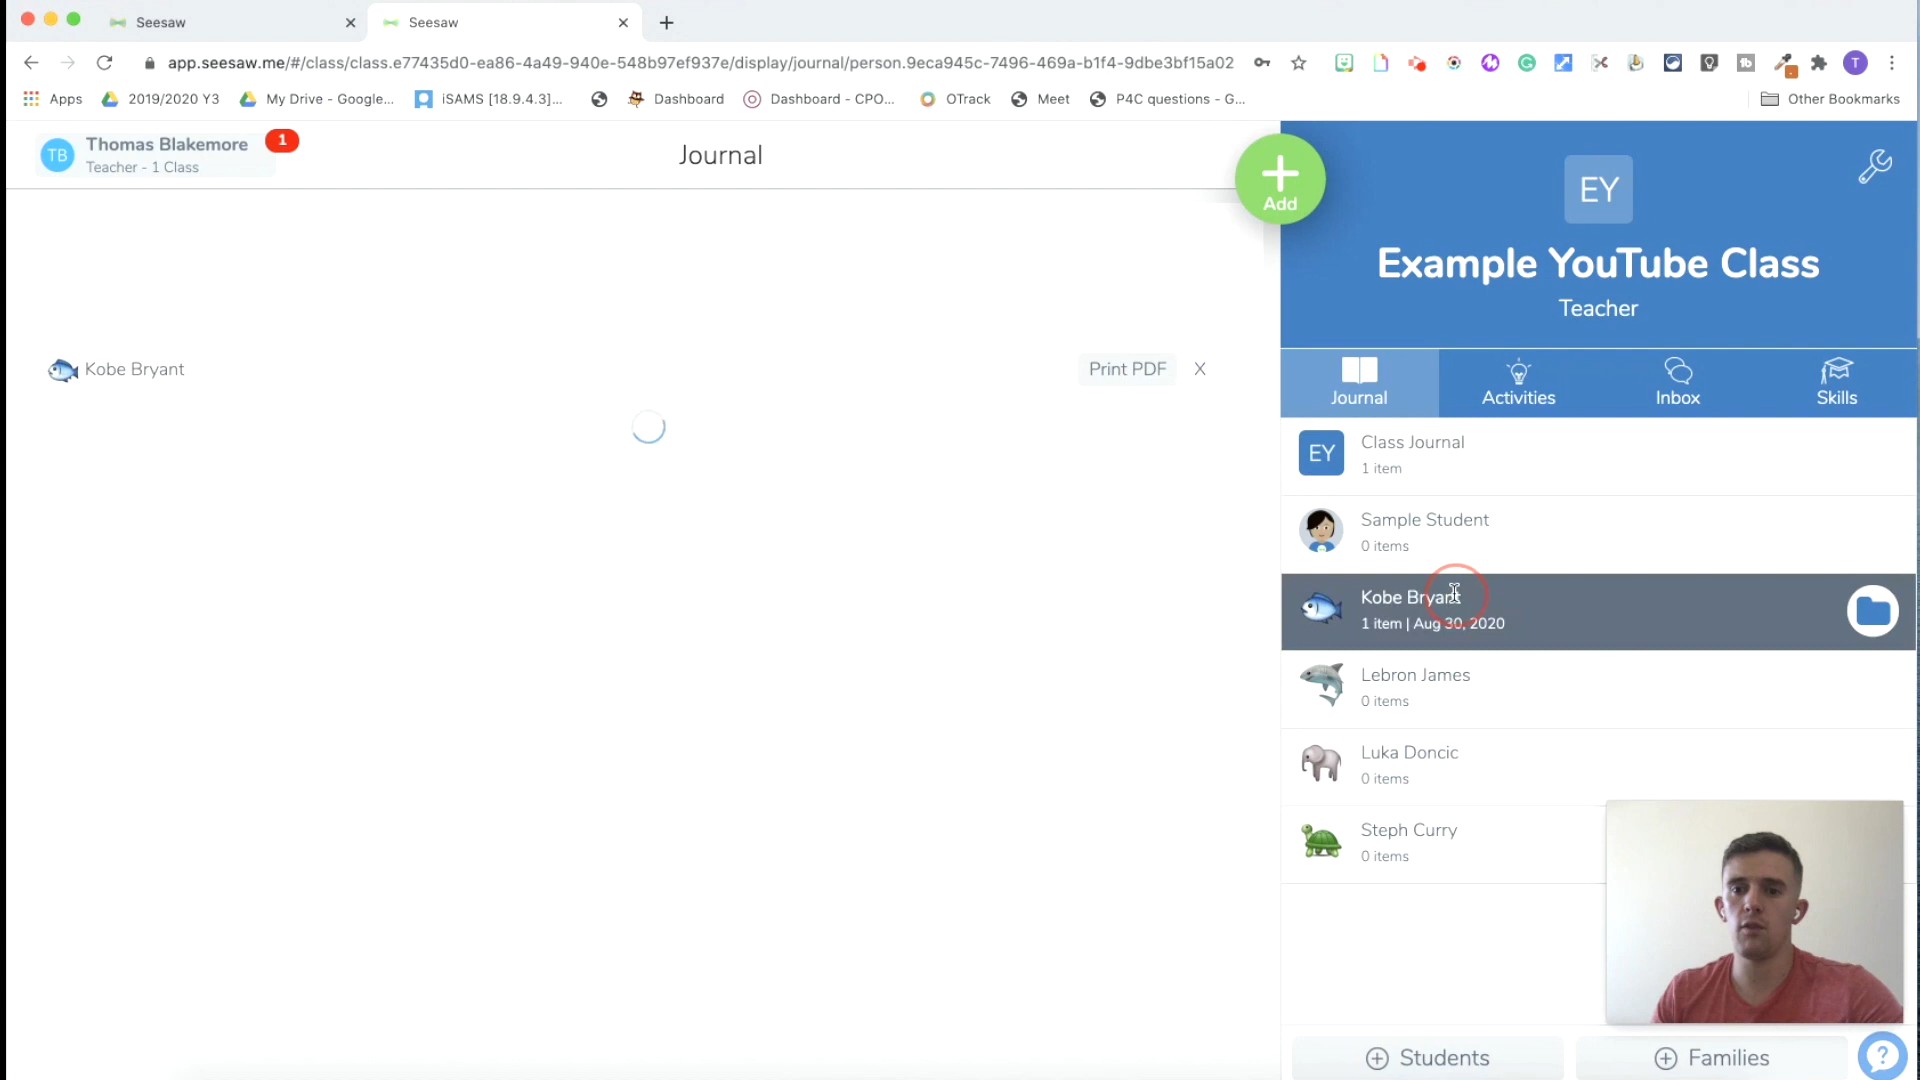 Seesaw
Seesaw
app.seesaw.me/#/class/class.e77435d0-ea86-4a49-940e-548b97ef937e/display/journal/person.9eca945c-7496-469a-b1f4-9dbe3bf15a02
T
Apps
2019/2020 Y3
My Drive - Google...
iSAMS [18.9.4.3]...
Dashboard
Dashboard - CPO...
OTrack
Meet
P4C questions - G...
Other Bookmarks
TB
Thomas Blakemore
Teacher - 1 Class
1
Journal
Add
EY
Example YouTube Class
Teacher
Journal
Activities
Inbox
Skills
Kobe Bryant
Print PDF
X
EY
Class Journal
1 item
Sample Student
0 items
Kobe Bryant
1 item | Aug 30, 2020
Lebron James
0 items
Luka Doncic
0 items
Steph Curry
0 items
Students
Families
?